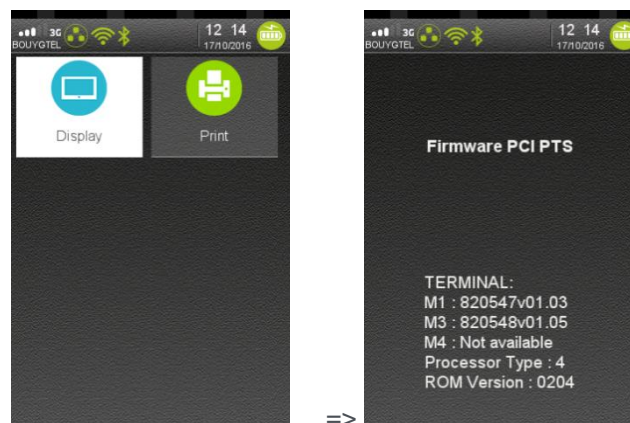 3G
BOUYGTEL
12 14
17/10/2016
Display
Print
=>
3G
BOUYGTEL
12 14
17/10/2016
Firmware PCI PTS
TERMINAL:
M1 : 820547v01.03
M3 : 820548v01.05
M4 : Not available
Processor Type : 4
ROM Version : 0204